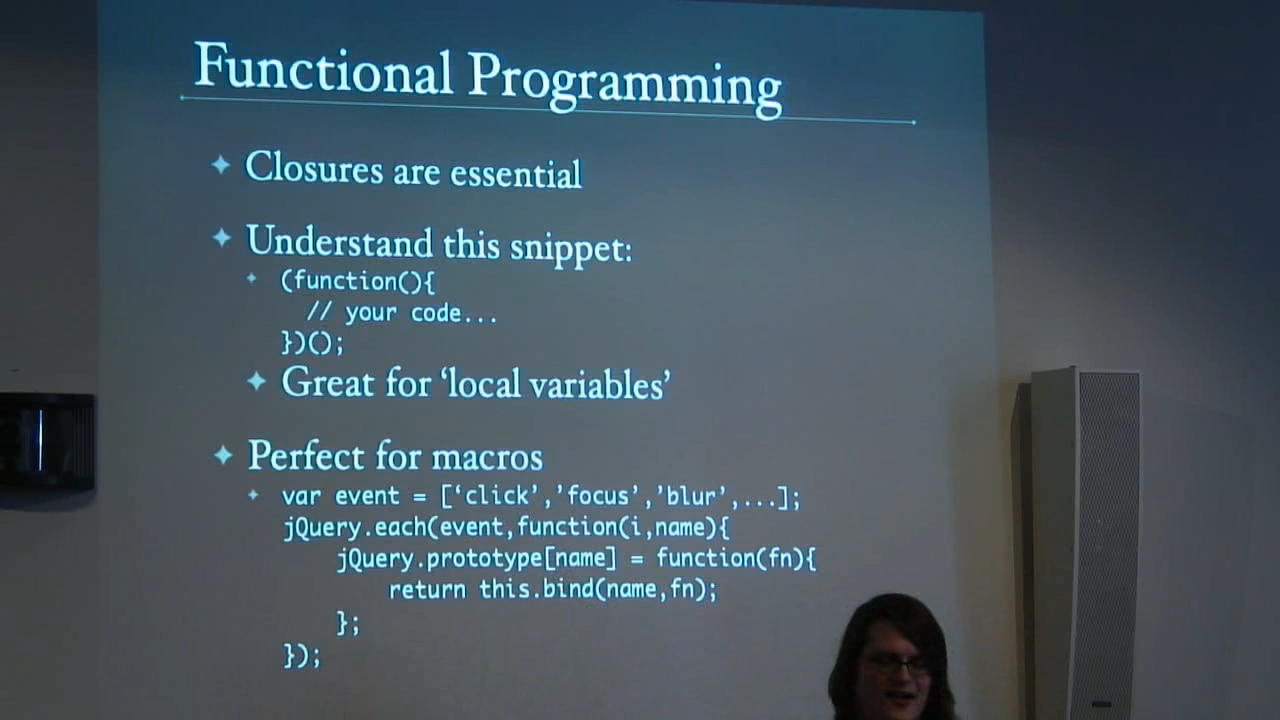 Functional Programming
Closures are essential
Understand this snippet:
(function(){
// your code...
})();
Great for ‘local variables’
Perfect for macros
var event = [‘click’,’focus’,’blur’,...];
jQuery.each(event,function(i,name){
jQuery.prototype[name] = function(fn){
return this.bind(name,fn);
};
});